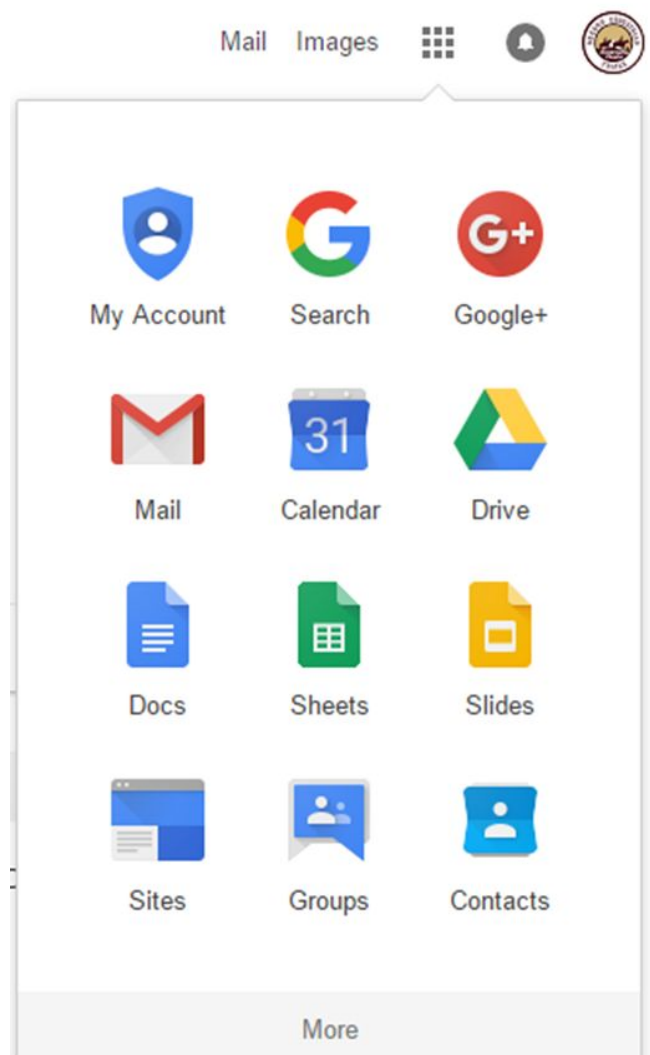 Mail Images
My Account Search Google+
G+
31
Mail Calendar Drive
Docs Sheets Slides
Sites Groups Contacts
More